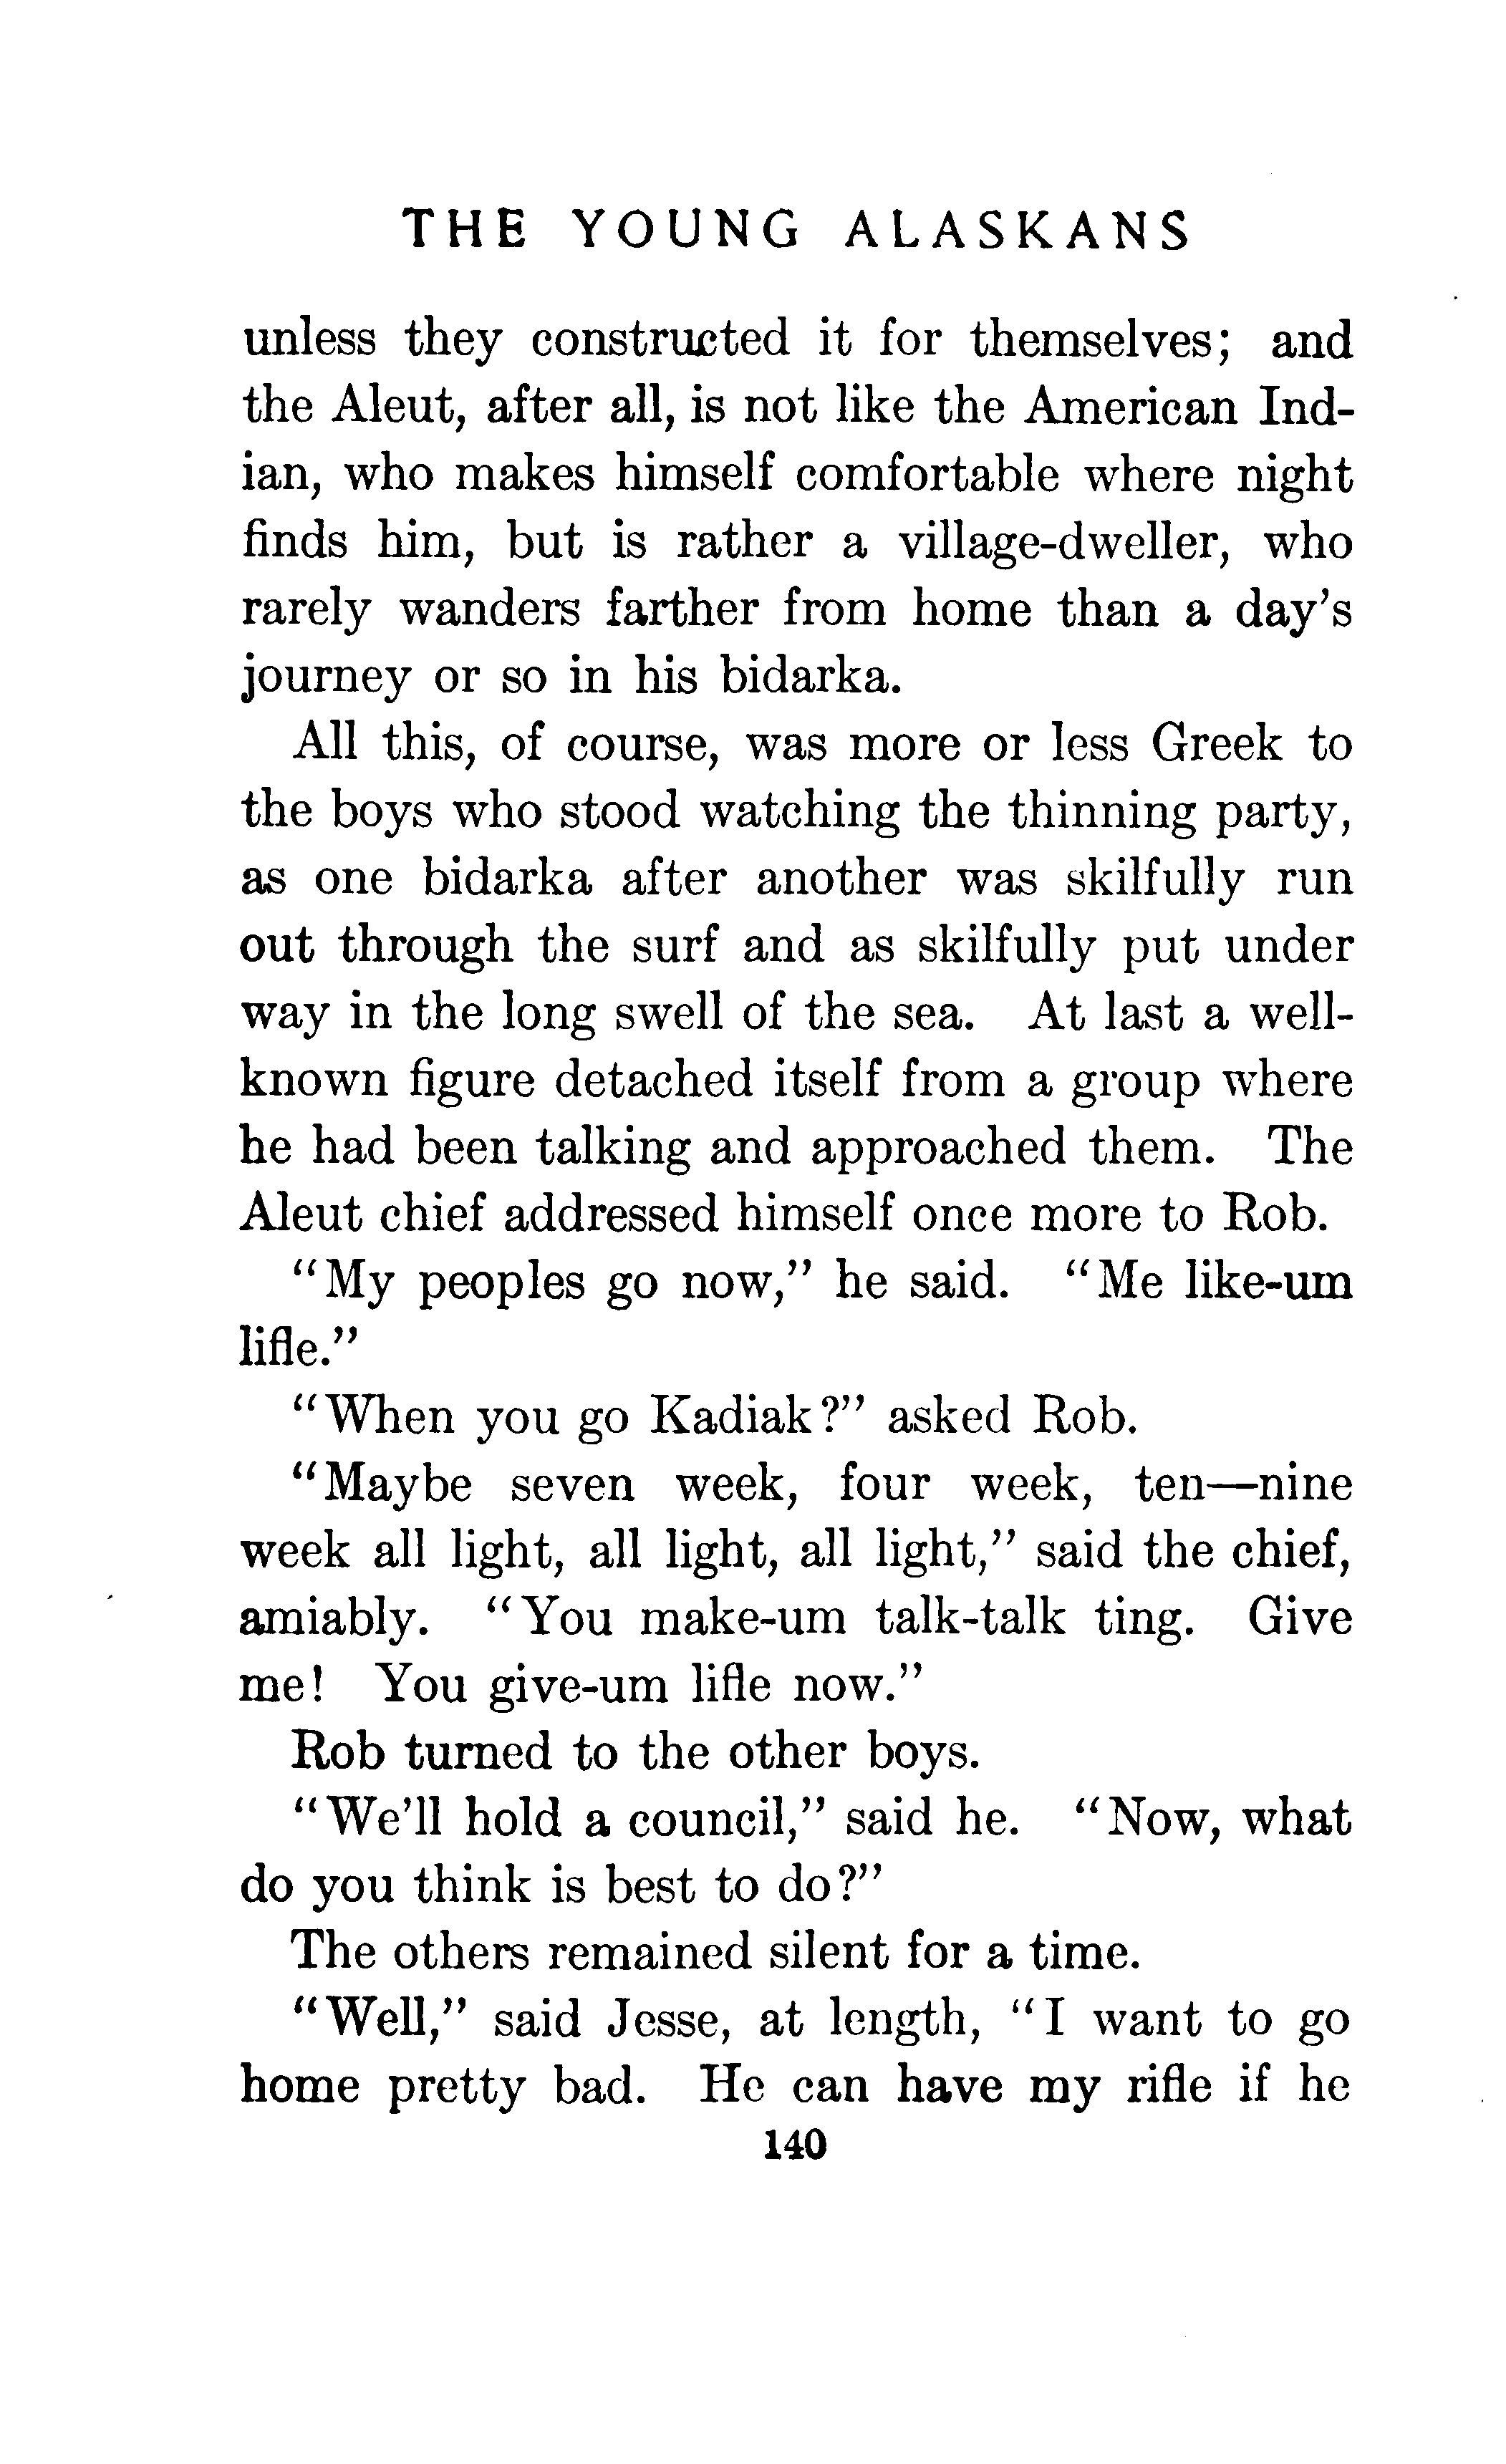 THE YOUNG ALASKANS
unless they constructed it for themselves; and
the Aleut, after all, is not like the American Ind-
ian, who makes himself comfortable where night
finds him, but is rather a village-dweller, who
rarely wanders farther from home than a day's
journey or so in his bidarka.
All this, of course, was more or less Greek to
the boys who stood watching the thinning party,
as one bidarka after another was skilfully run
out through the surf and as skilfully put under
way in the long swell of the sea. At last a well-
known figure detached itself from a group where
he had been talking and approached them. The
Aleut chief addressed himself once more to Rob.
"My peoples go now," he said. "Me like-um
lifle."
"When you go Kadiak?" asked Rob.
"Maybe seven week, four week, ten—nine
week all light, all light, all light," said the chief,
amiably. "You make-um talk-talk ting. Give
me! You give-um lifle now."
Rob turned to the other boys.
"We'll hold a council," said he. "Now, what
do you think is best to do?"
The others remained silent for a time.
"Well," said Jesse, at length, "I want to go
home pretty bad. He can have my rifle if he
140